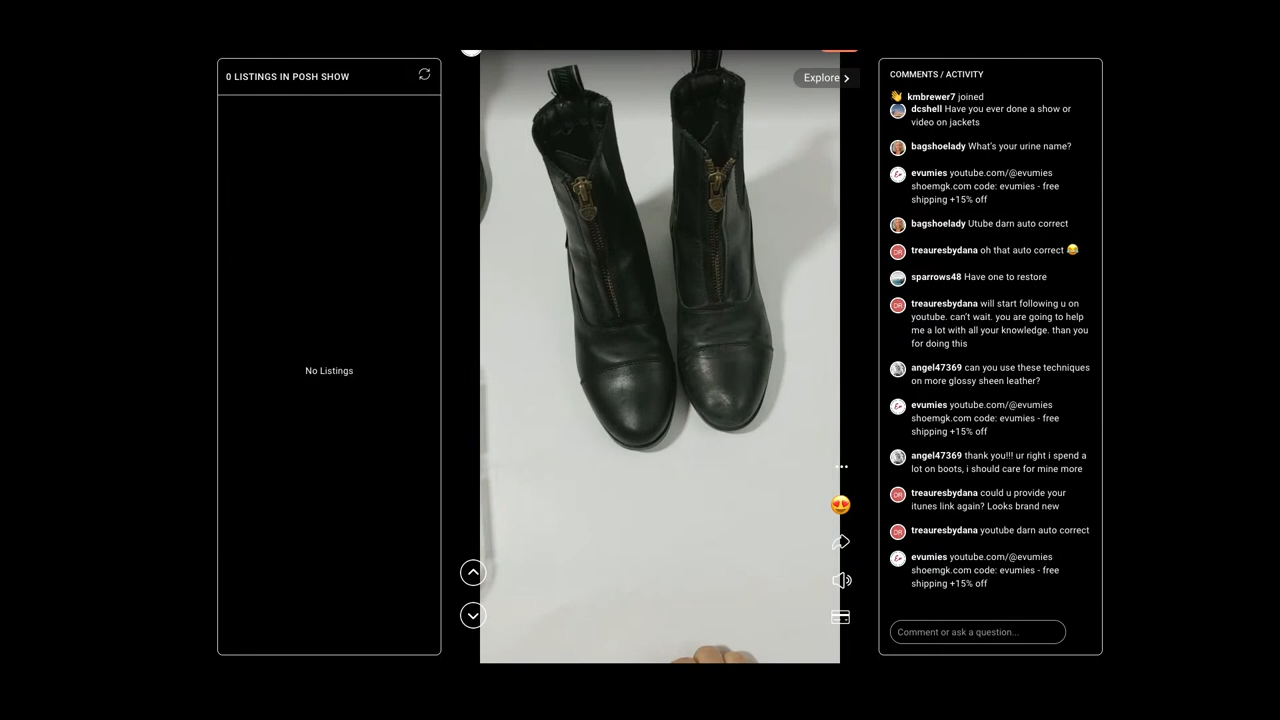 0 LISTINGS IN POSH SHOW
No Listings
Explore
COMMENTS / ACTIVITY
kmbrewer7 joined
dcshell Have you ever done a show or
video on jackets
bagshoelady What's your urine name?
evumies youtube.com/@evumies
shoemgk.com code: evumies - free
shipping +15% off
bagshoelady Utube darn auto correct
DR treauresbydana oh that auto correct 😂
sparrows48 Have one to restore
DR treauresbydana will start following u on
youtube. can't wait. you are going to help
me a lot with all your knowledge. than you
for doing this
angel47369 can you use these techniques
on more glossy sheen leather?
evumies youtube.com/@evumies
shoemgk.com code: evumies - free
shipping +15% off
angel47369 thank you!!! ur right i spend a
lot on boots, i should care for mine more
DR treauresbydana could u provide your
itunes link again? Looks brand new
DR treauresbydana youtube darn auto correct
evumies youtube.com/@evumies
shoemgk.com code: evumies - free
shipping +15% off
Comment or ask a question...